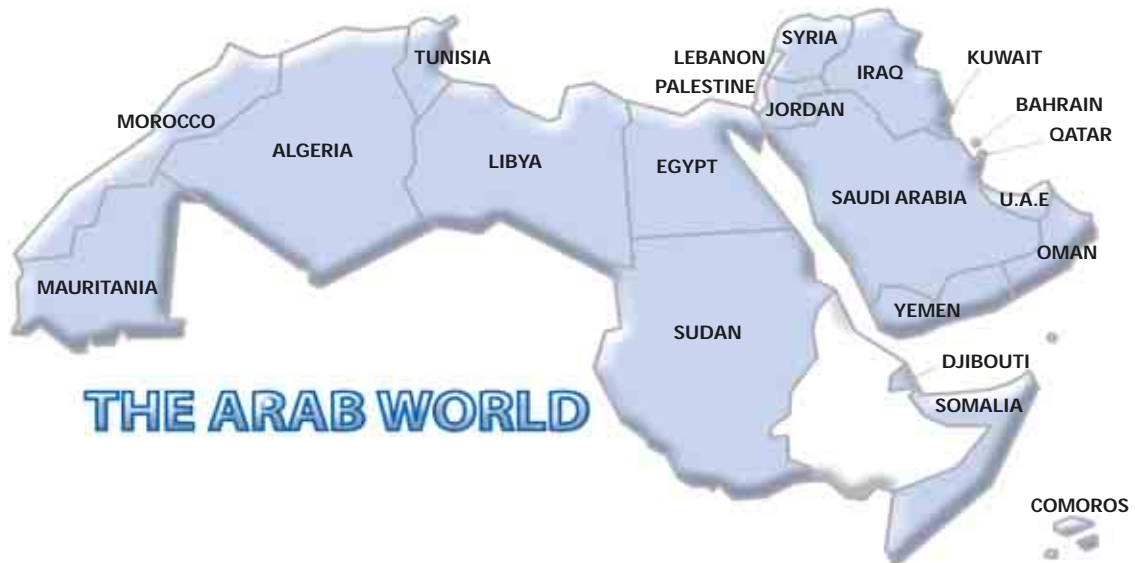 SYRIA
TUNISIA
LEBANON
KUWAIT
IRAQ
PALESTINE
BAHRAIN
JORDAN
MOROCCO
QATAR
ALGERIA
LIBYA
EGYPT
SAUDI ARABIA
U.A.E
OMAN
MAURITANIA
YEMEN
SUDAN
DJIBOUTI
THE ARAB WORLD
SOMALIA
COMOROS